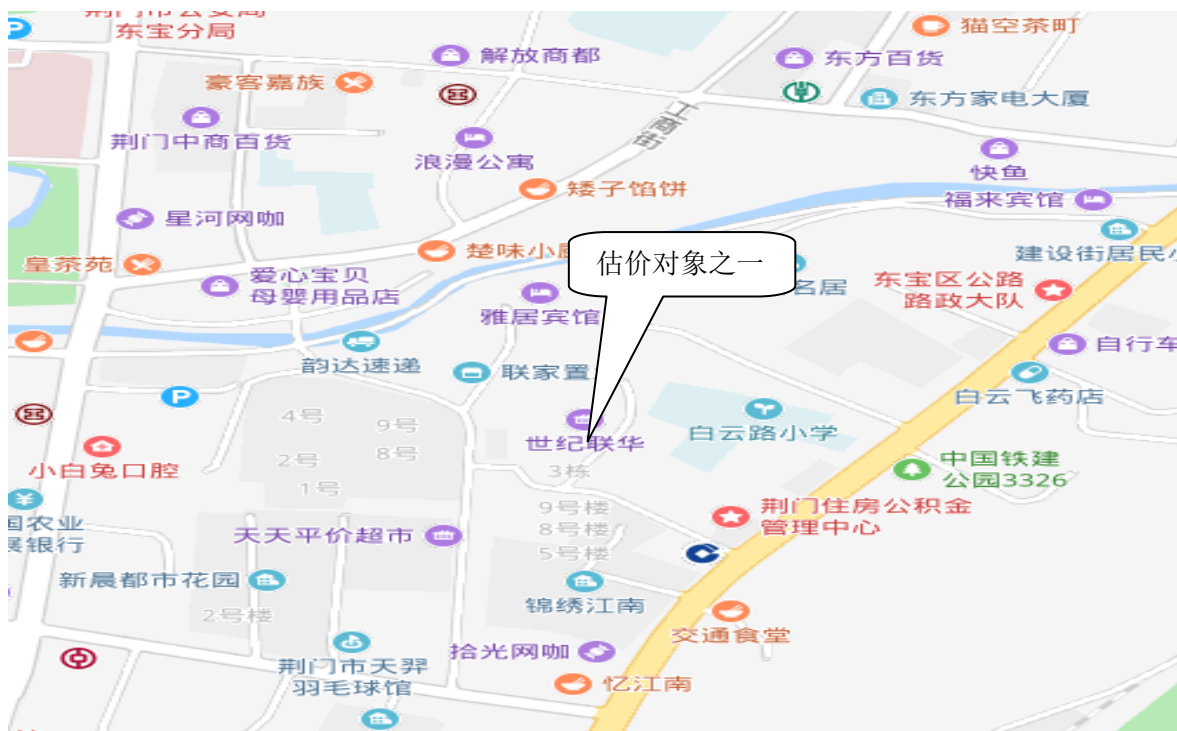 荆门市公安局
东宝分局
猫空茶町
解放商都
东方百货
豪客嘉族
东方家电大厦
荆门中商百货
工商街
浪漫公寓
快鱼
矮子馅饼
福来宾馆
星河网咖
楚味小厨
建设街居民小
皇茶苑
爱心宝贝
母婴用品店
估价对象之一
名居
东宝区公路
路政大队
雅居宾馆
自行车
韵达速递
联家置
白云飞药店
4号
9号
世纪联华
白云路小学
2号
8号
小白兔口腔
3栋
中国铁建
公园3326
1号
国农业
展银行
9号楼
荆门住房公积金
管理中心
天天平价超市
8号楼
5号楼
新晨都市花园
锦绣江南
2号楼
交通食堂
拾光网咖
荆门市天羿
羽毛球馆
忆江南